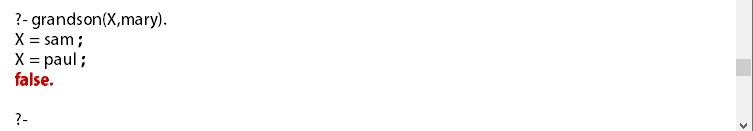 ?- grandson(X,mary).
X = sam ;
X = paul ;
false.
?-